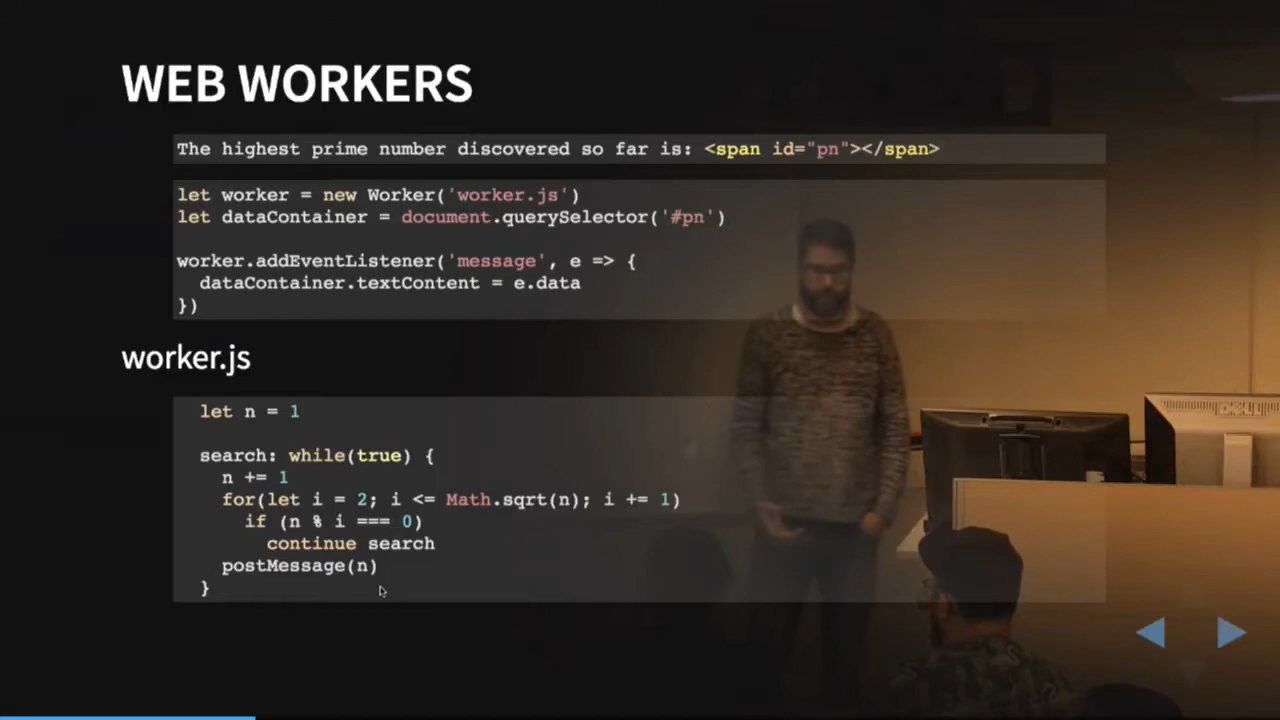 WEB WORKERS
The highest prime number discovered so far is: <span id="pn"></span>
let worker = new Worker('worker.js')
let dataContainer = document.querySelector('#pn')
worker.addEventListener('message', e => {
  dataContainer.textContent = e.data
})
worker.js
let n = 1
search: while(true) {
  n += 1
  for(let i = 2; i <= Math.sqrt(n); i += 1)
    if (n % i === 0)
      continue search
  postMessage(n)
}
DELL